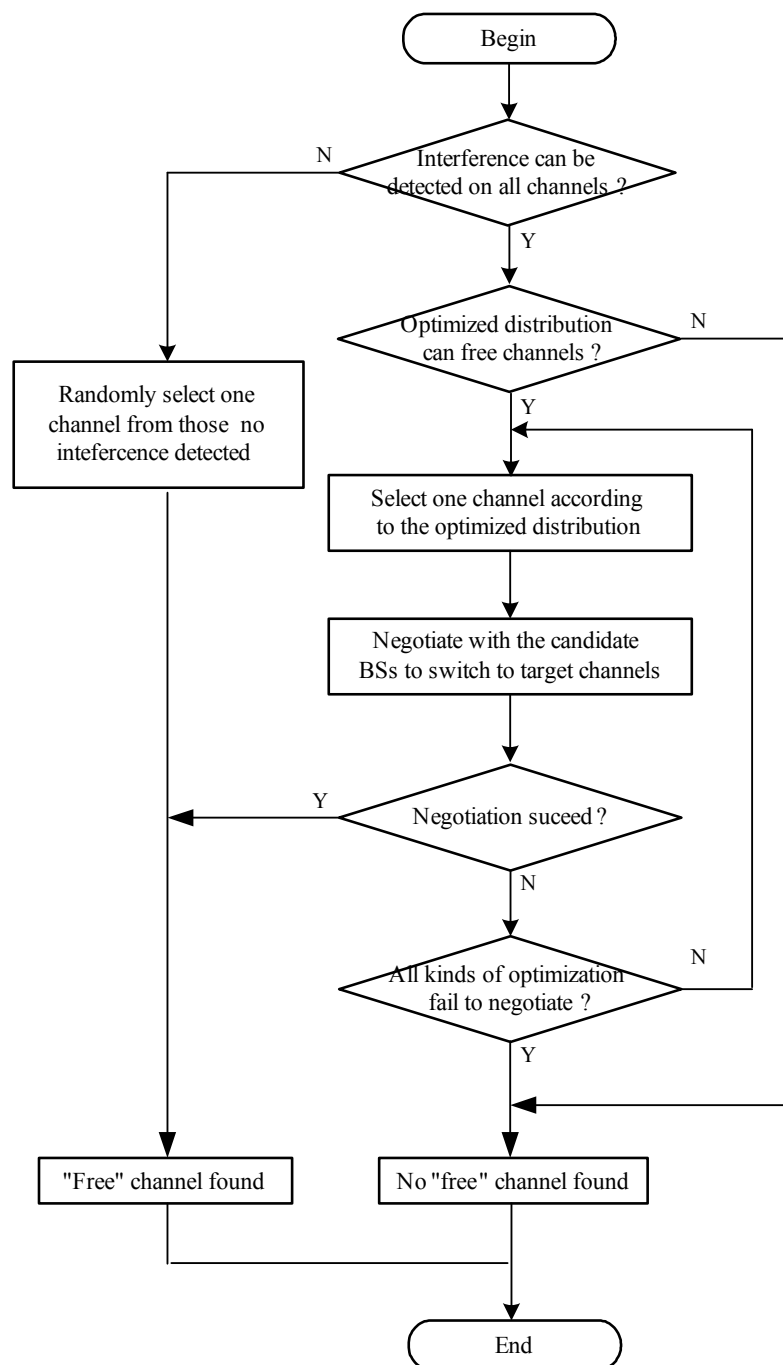 Begin
N
Interference can be
detected on all channels ?
Y
Optimized distribution
can free channels ?
N
Y
Randomly select one
channel from those no
intefercence detected
Select one channel according
to the optimized distribution
Negotiate with the candidate
BSs to switch to target channels
Y
Negotiation suceed ?
N
All kinds of optimization
fail to negotiate ?
N
Y
"Free" channel found
No "free" channel found
End